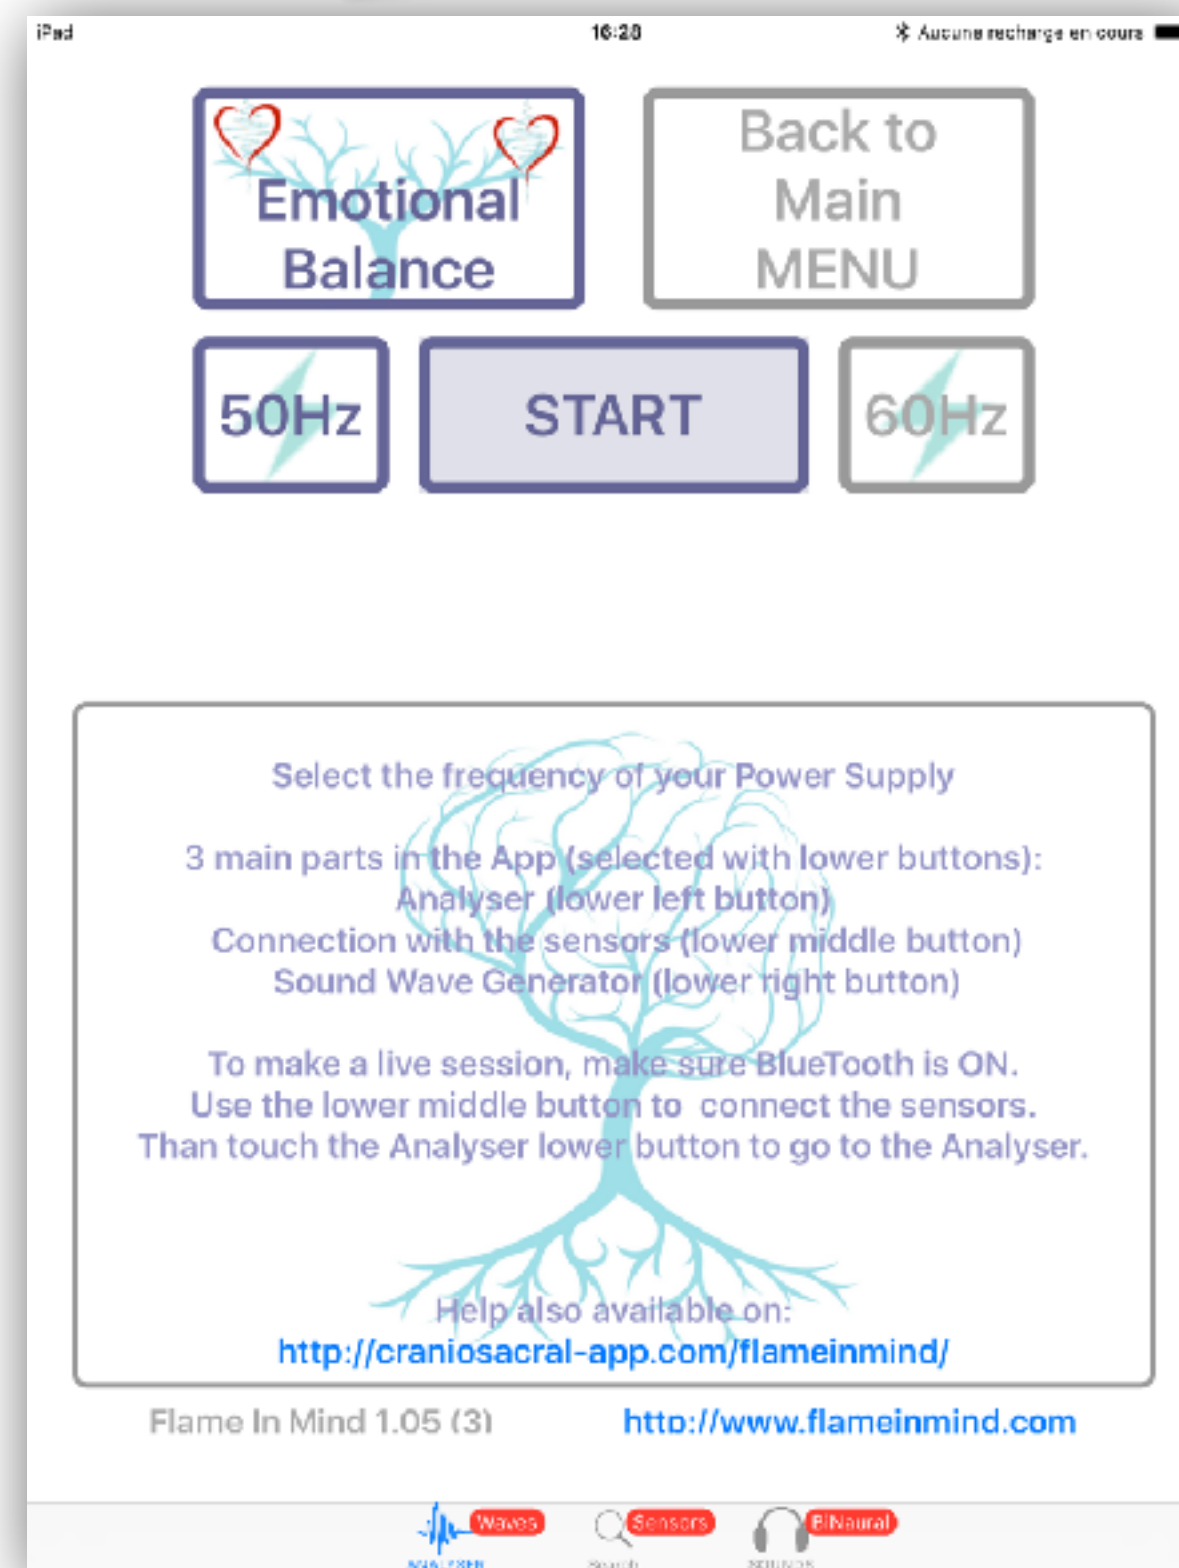 iPad
16:28
Aucune recharge en cours
Emotional
Balance
Back to
Main
MENU
50Hz
START
60Hz
Select the frequency of your Power Supply
3 main parts in the App (selected with lower buttons):
Analyser (lower left button)
Connection with the sensors (lower middle button)
Sound Wave Generator (lower right button)
To make a live session, make sure BlueTooth is ON.
Use the lower middle button to connect the sensors.
Than touch the Analyser lower button to go to the Analyser.
Help also available on:
http://craniosacral-app.com/flameinmind/
Flame In Mind 1.05 (3)
http://www.flameinmind.com
Waves
Sensors
BiNaural
ANALYSER
Search
SOUNDS